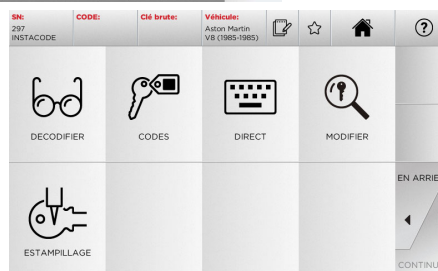 SN:
297
INSTACODE
CODE:
Clé brute:
Véhicule:
Aston Martin
V8 (1985-1985)
?
DECODIFIER
CODES
DIRECT
MODIFIER
EN ARRIE
ESTAMPILLAGE
CONTINU